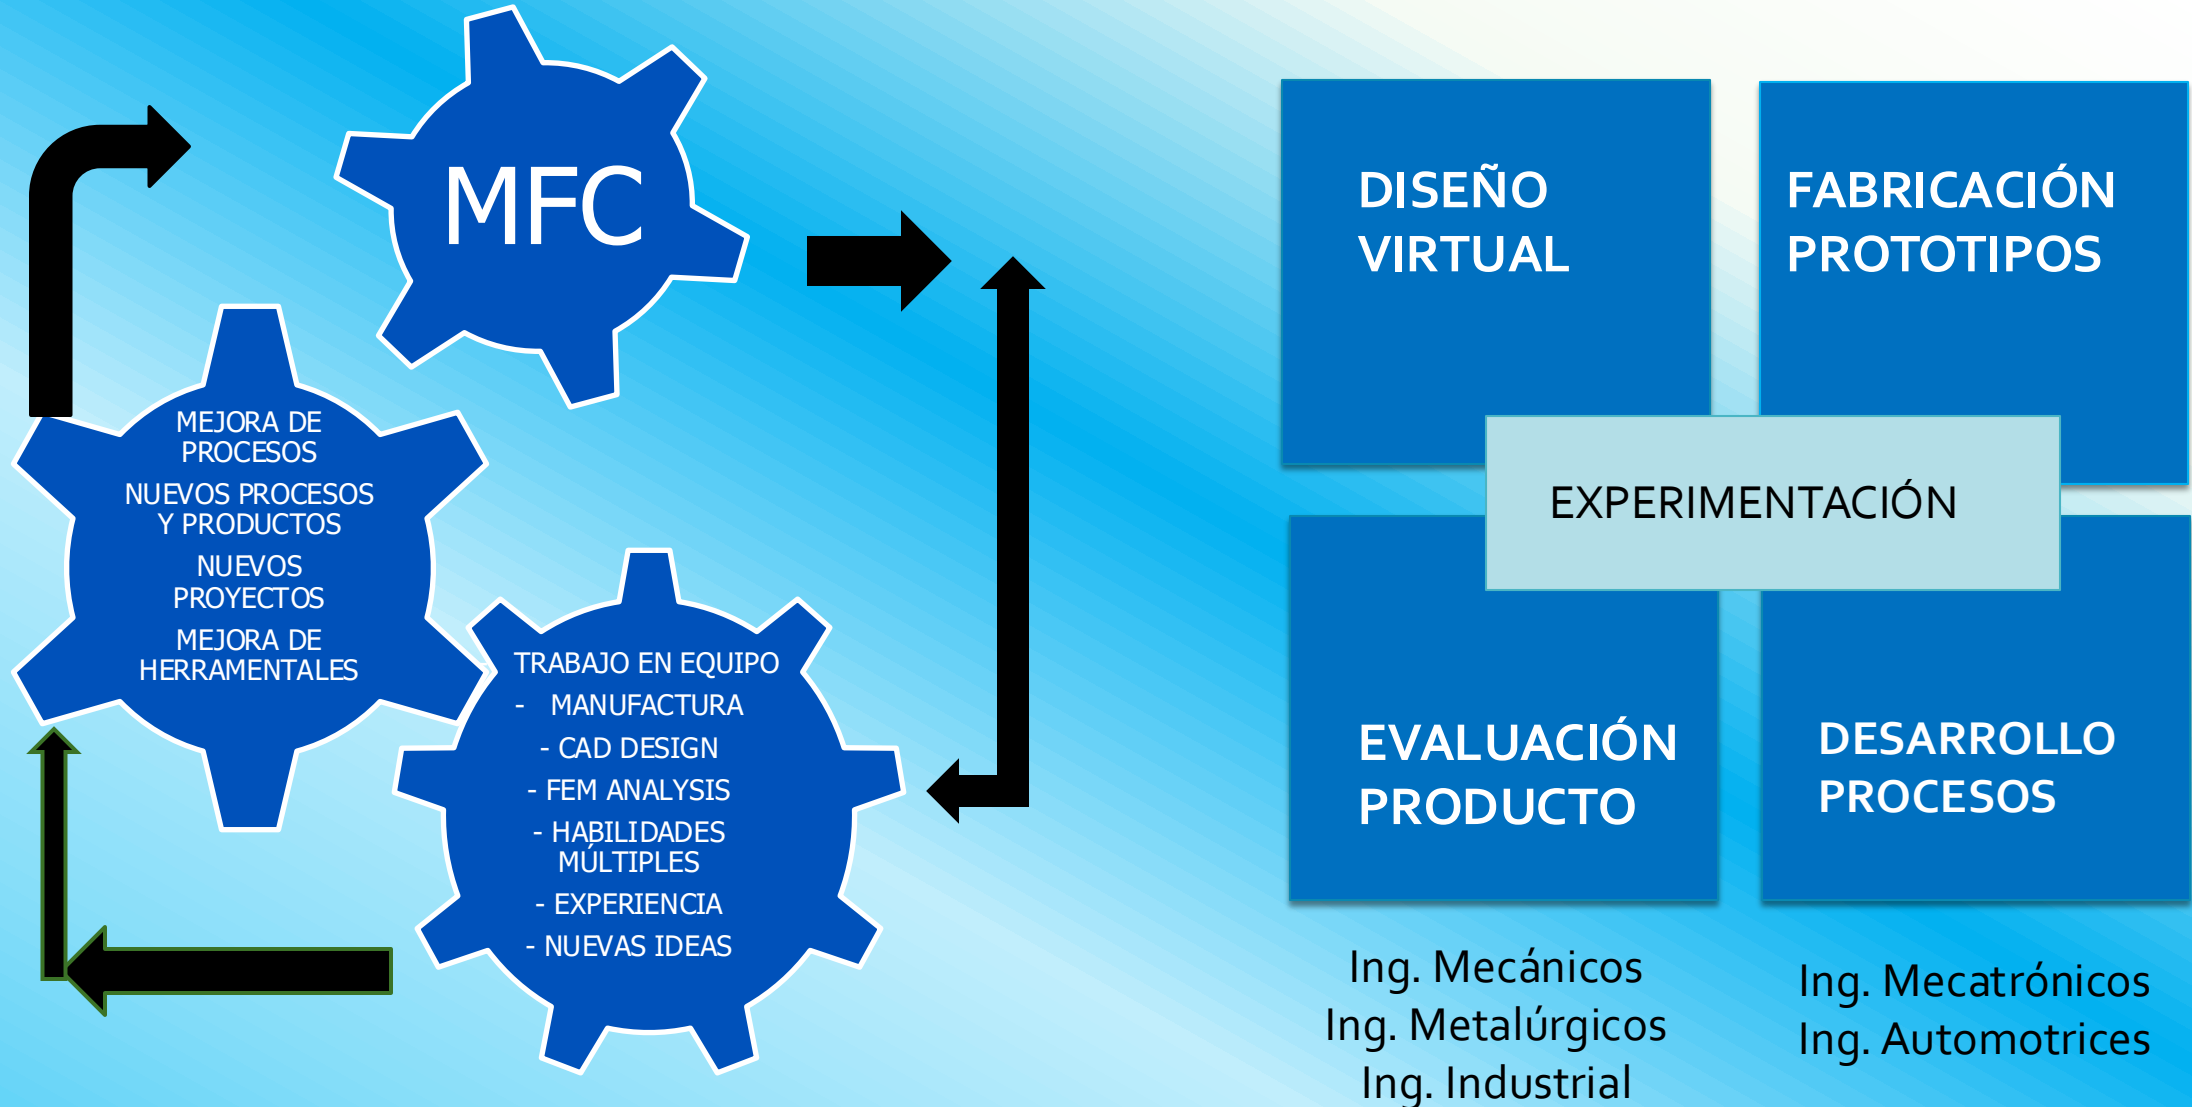 MFC
MEJORA DE
PROCESOS
NUEVOS PROCESOS
Y PRODUCTOS
NUEVOS
PROYECTOS
MEJORA DE
HERRAMENTALES
TRABAJO EN EQUIPO
- MANUFACTURA
- CAD DESIGN
- FEM ANALYSIS
- HABILIDADES
MÚLTIPLES
- EXPERIENCIA
- NUEVAS IDEAS
DISEÑO
VIRTUAL
FABRICACIÓN
PROTOTIPOS
EXPERIMENTACIÓN
EVALUACIÓN
PRODUCTO
DESARROLLO
PROCESOS
Ing. Mecánicos
Ing. Metalúrgicos
Ing. Industrial
Ing. Mecatrónicos
Ing. Automotrices